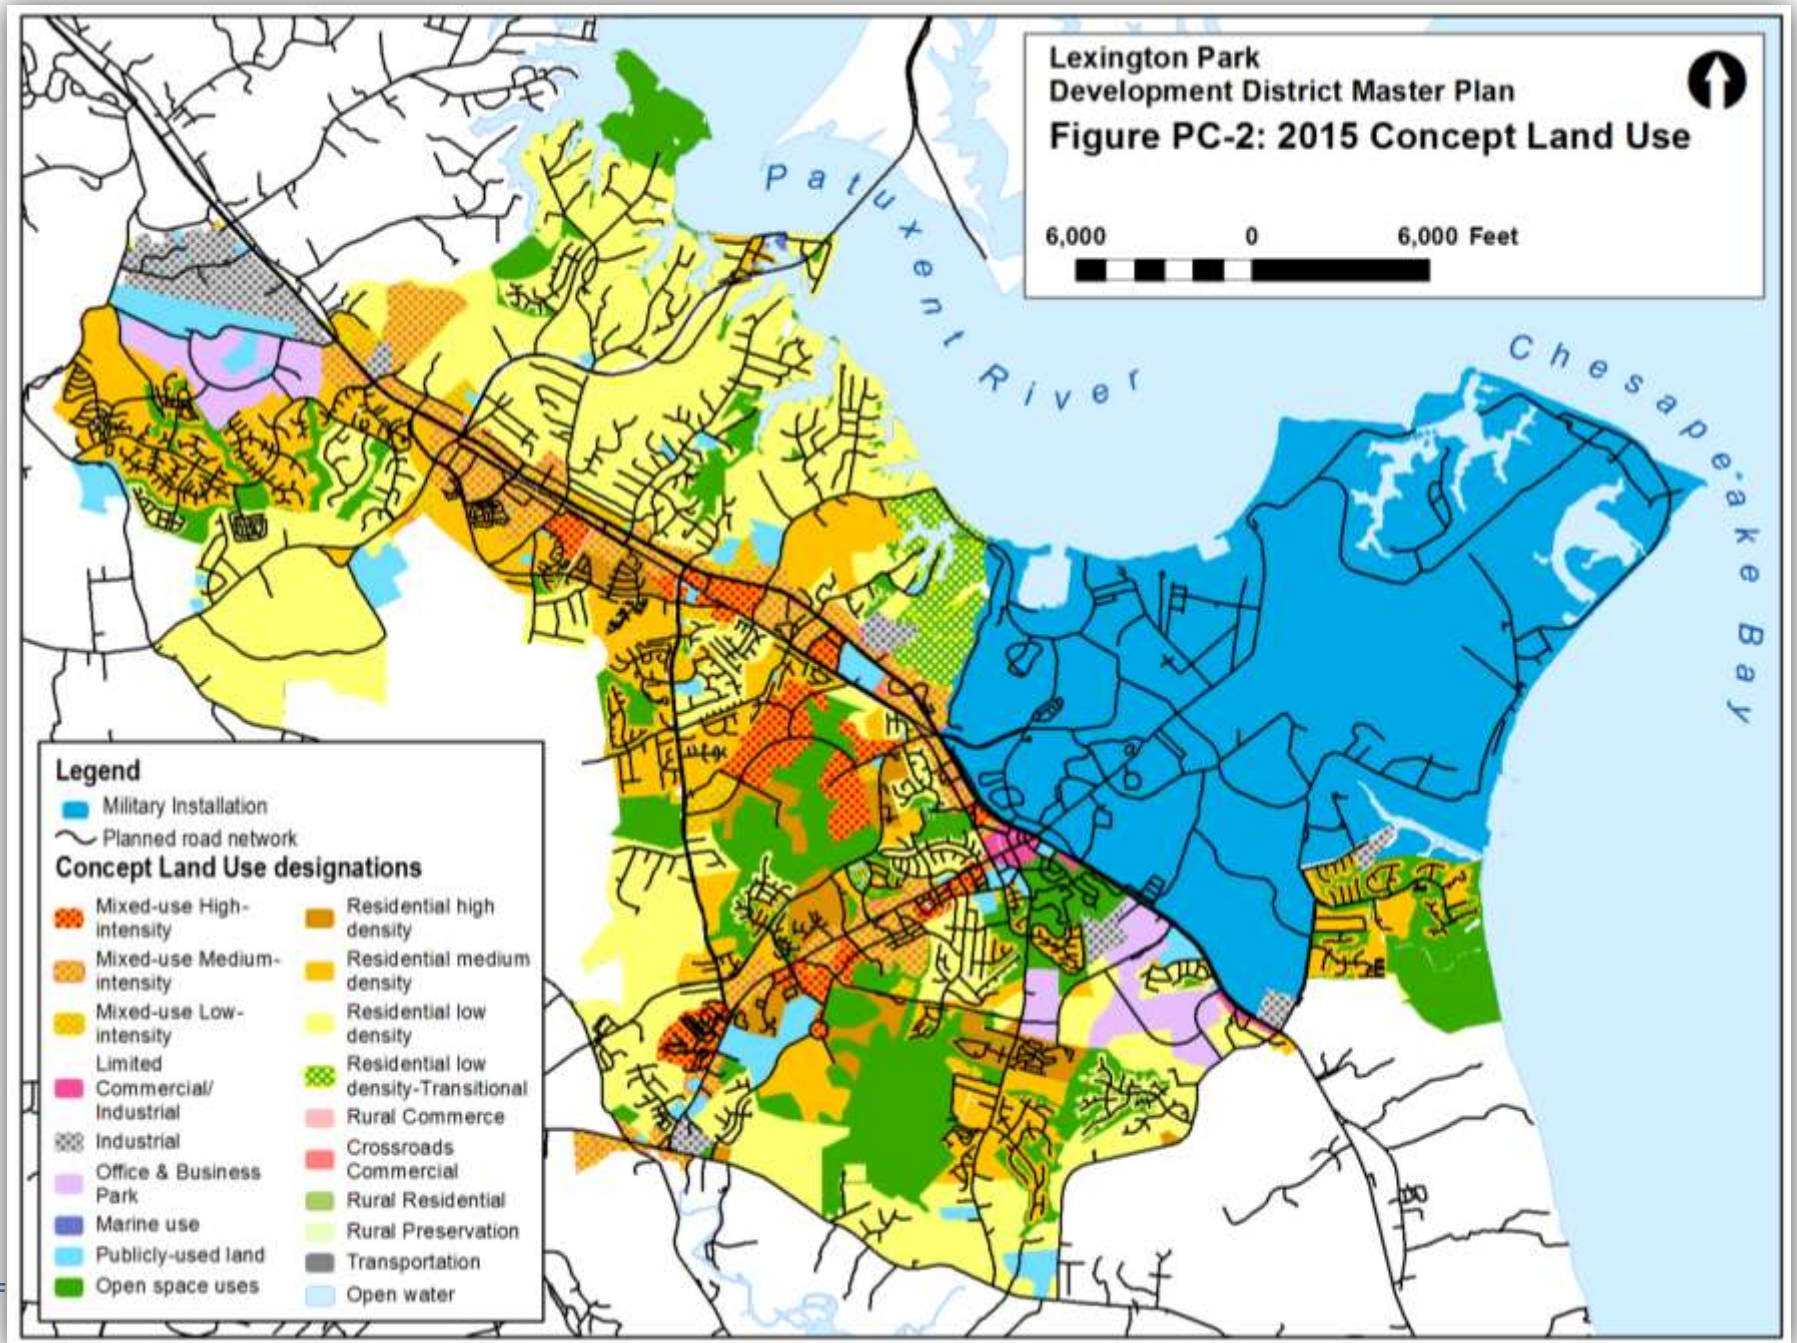 Lexington Park
Development District Master Plan
Figure PC-2: 2015 Concept Land Use
6,000 0 6,000 Feet
Patuxent
River
Chesapeake Bay
Legend
Military Installation
Planned road network
Concept Land Use designations
Mixed-use High-
intensity
Mixed-use Medium-
intensity
Mixed-use Low-
intensity
Limited
Commercial/
Industrial
Industrial
Office & Business
Park
Marine use
Publicly-used land
Open space uses
Residential high
density
Residential medium
density
Residential low
density
Residential low
density-Transitional
Rural Commerce
Crossroads
Commercial
Rural Residential
Rural Preservation
Transportation
Open water